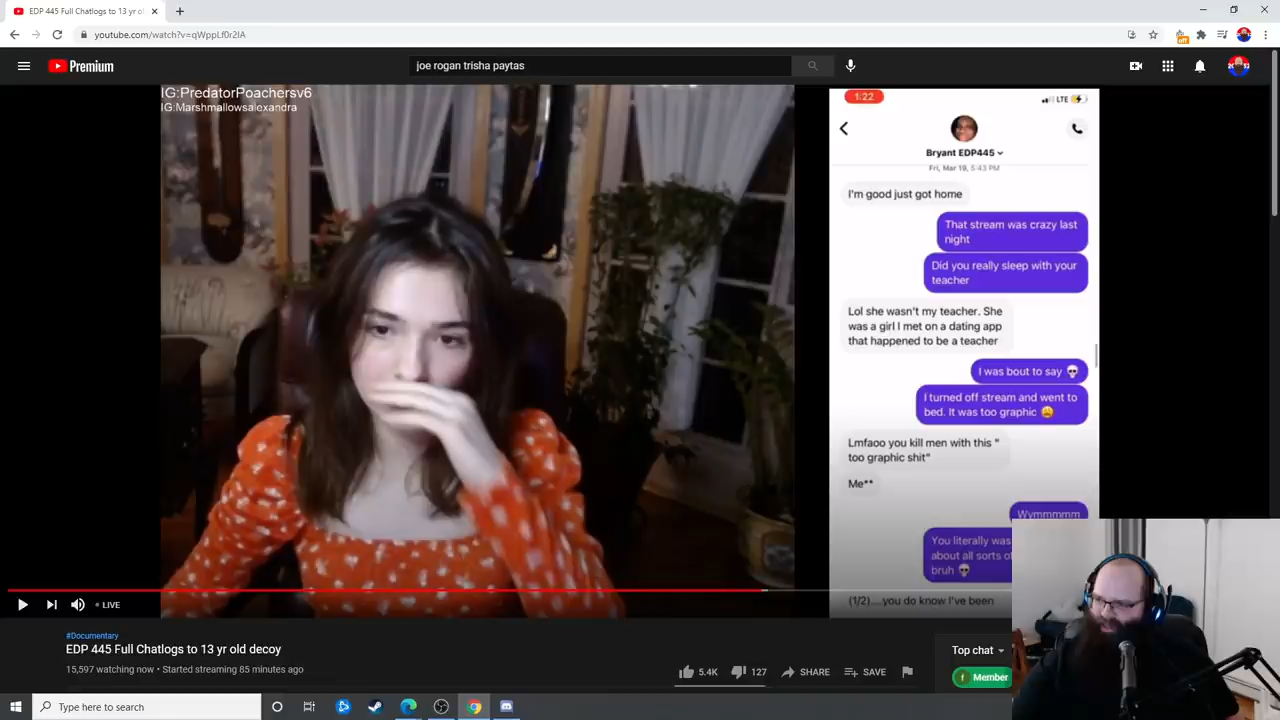 EDP 445 Full Chatlogs to 13 yr ol
youtube.com/watch?v=qWppLf0r2IA
off
Premium
joe rogan trisha paytas
IG:PredatorPoachersv6
IG:Marshmallowsalexandra
1:22
LTE
Bryant EDP445
Fri, Mar 19, 5:43 PM
I'm good just got home
That stream was crazy last
night
Did you really sleep with your
teacher
Lol she wasn't my teacher. She
was a girl I met on a dating app
that happened to be a teacher
I was bout to say 💀
I turned off stream and went to
bed. It was too graphic 😩
Lmfaoo you kill men with this "
too graphic shit"
Me**
Wymmmmm
You literally was
about all sorts of
bruh 💀
(1/2)....you do know I've been
LIVE
#Documentary
EDP 445 Full Chatlogs to 13 yr old decoy
15,597 watching now • Started streaming 85 minutes ago
5.4K
127
SHARE
SAVE
Top chat
Member
Type here to search